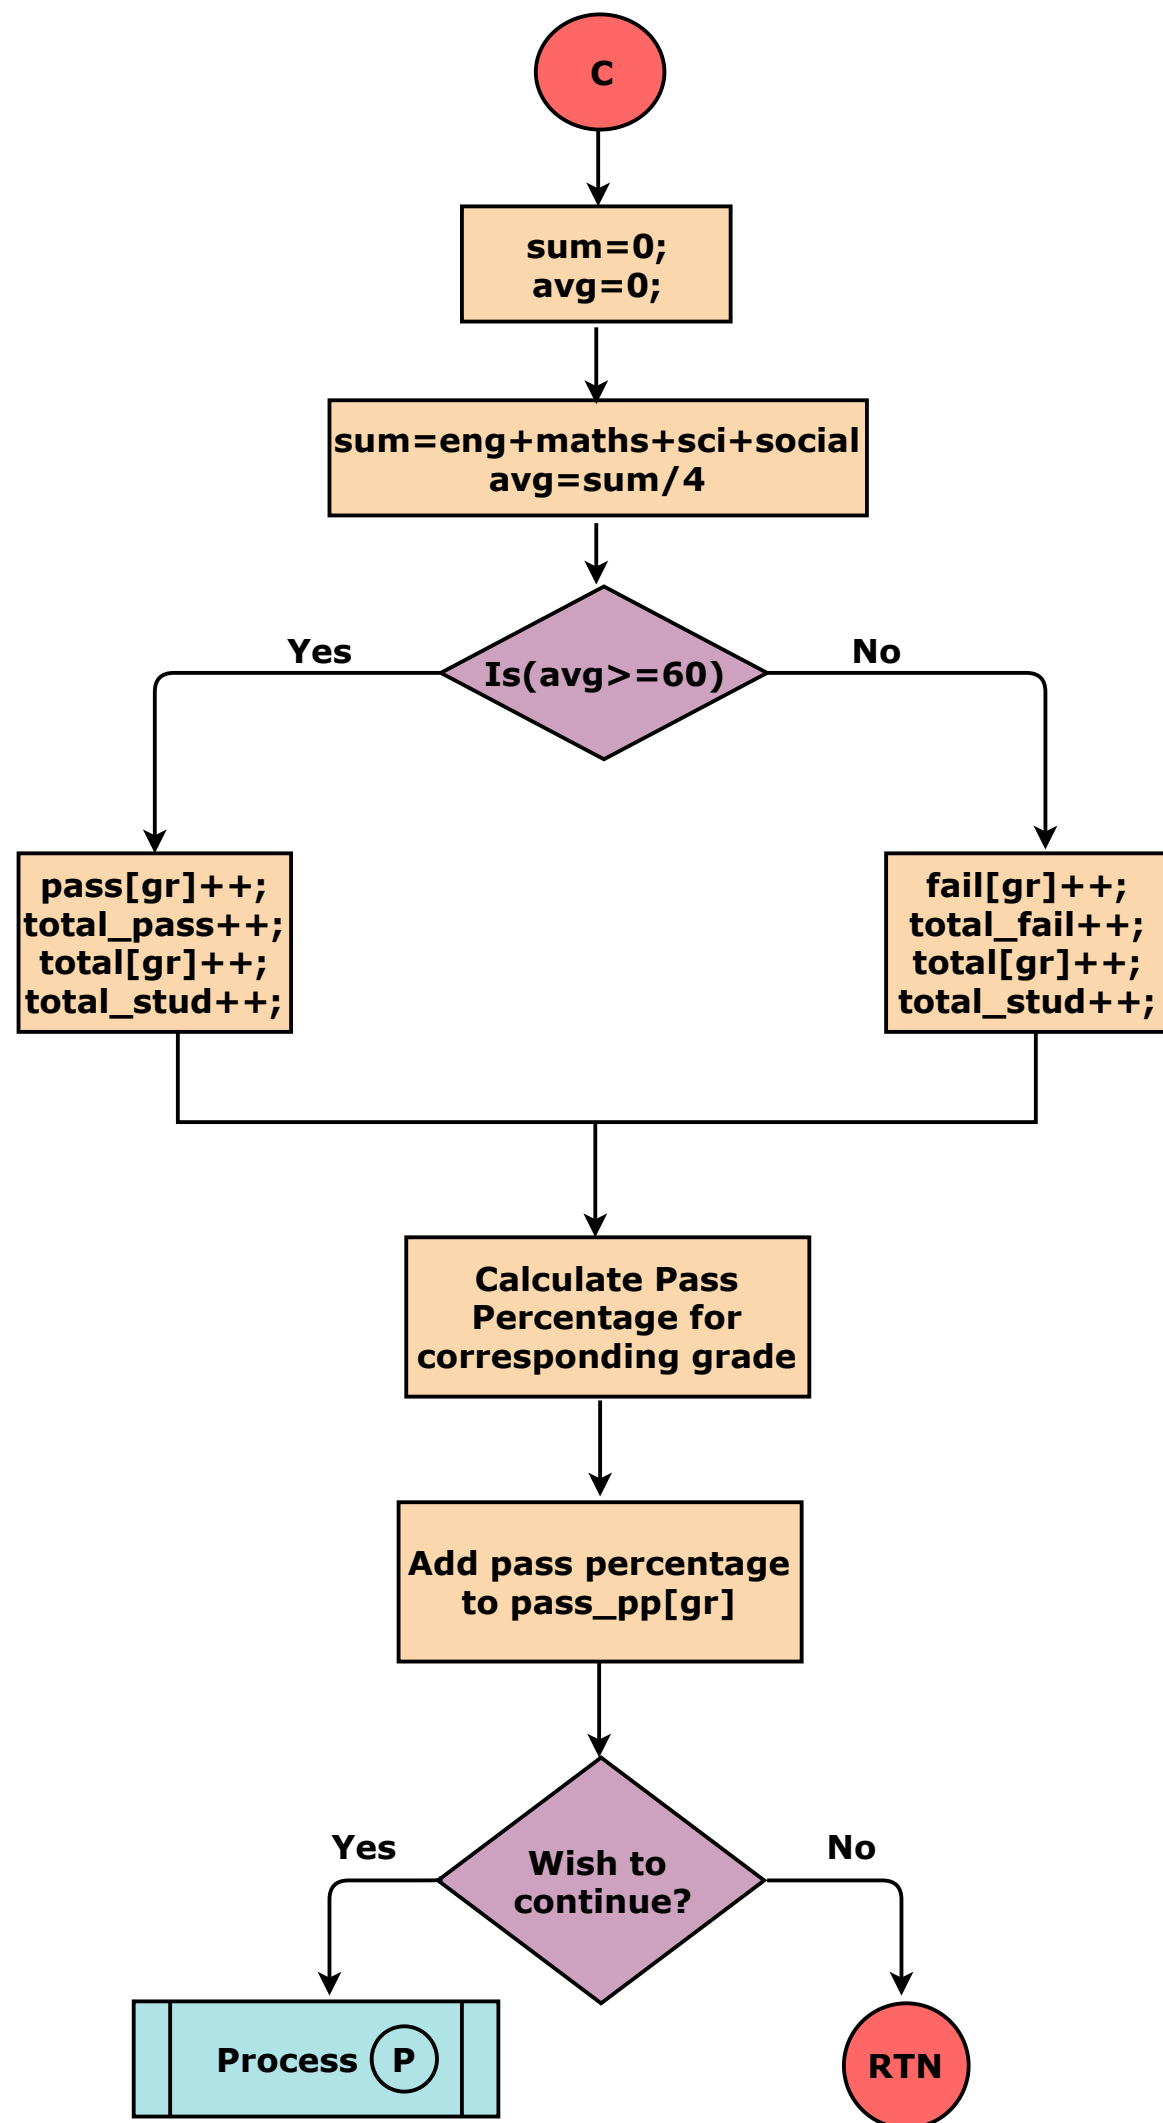 C
sum=0;
avg=0;
sum=eng+maths+sci+social
avg=sum/4
Yes
Is(avg>=60)
No
pass[gr]++;
total_pass++;
total[gr]++;
total_stud++;
fail[gr]++;
total_fail++;
total[gr]++;
total_stud++;
Calculate Pass
Percentage for
corresponding grade
Add pass percentage
to pass_pp[gr]
Yes
Wish to
continue?
No
Process P
RTN